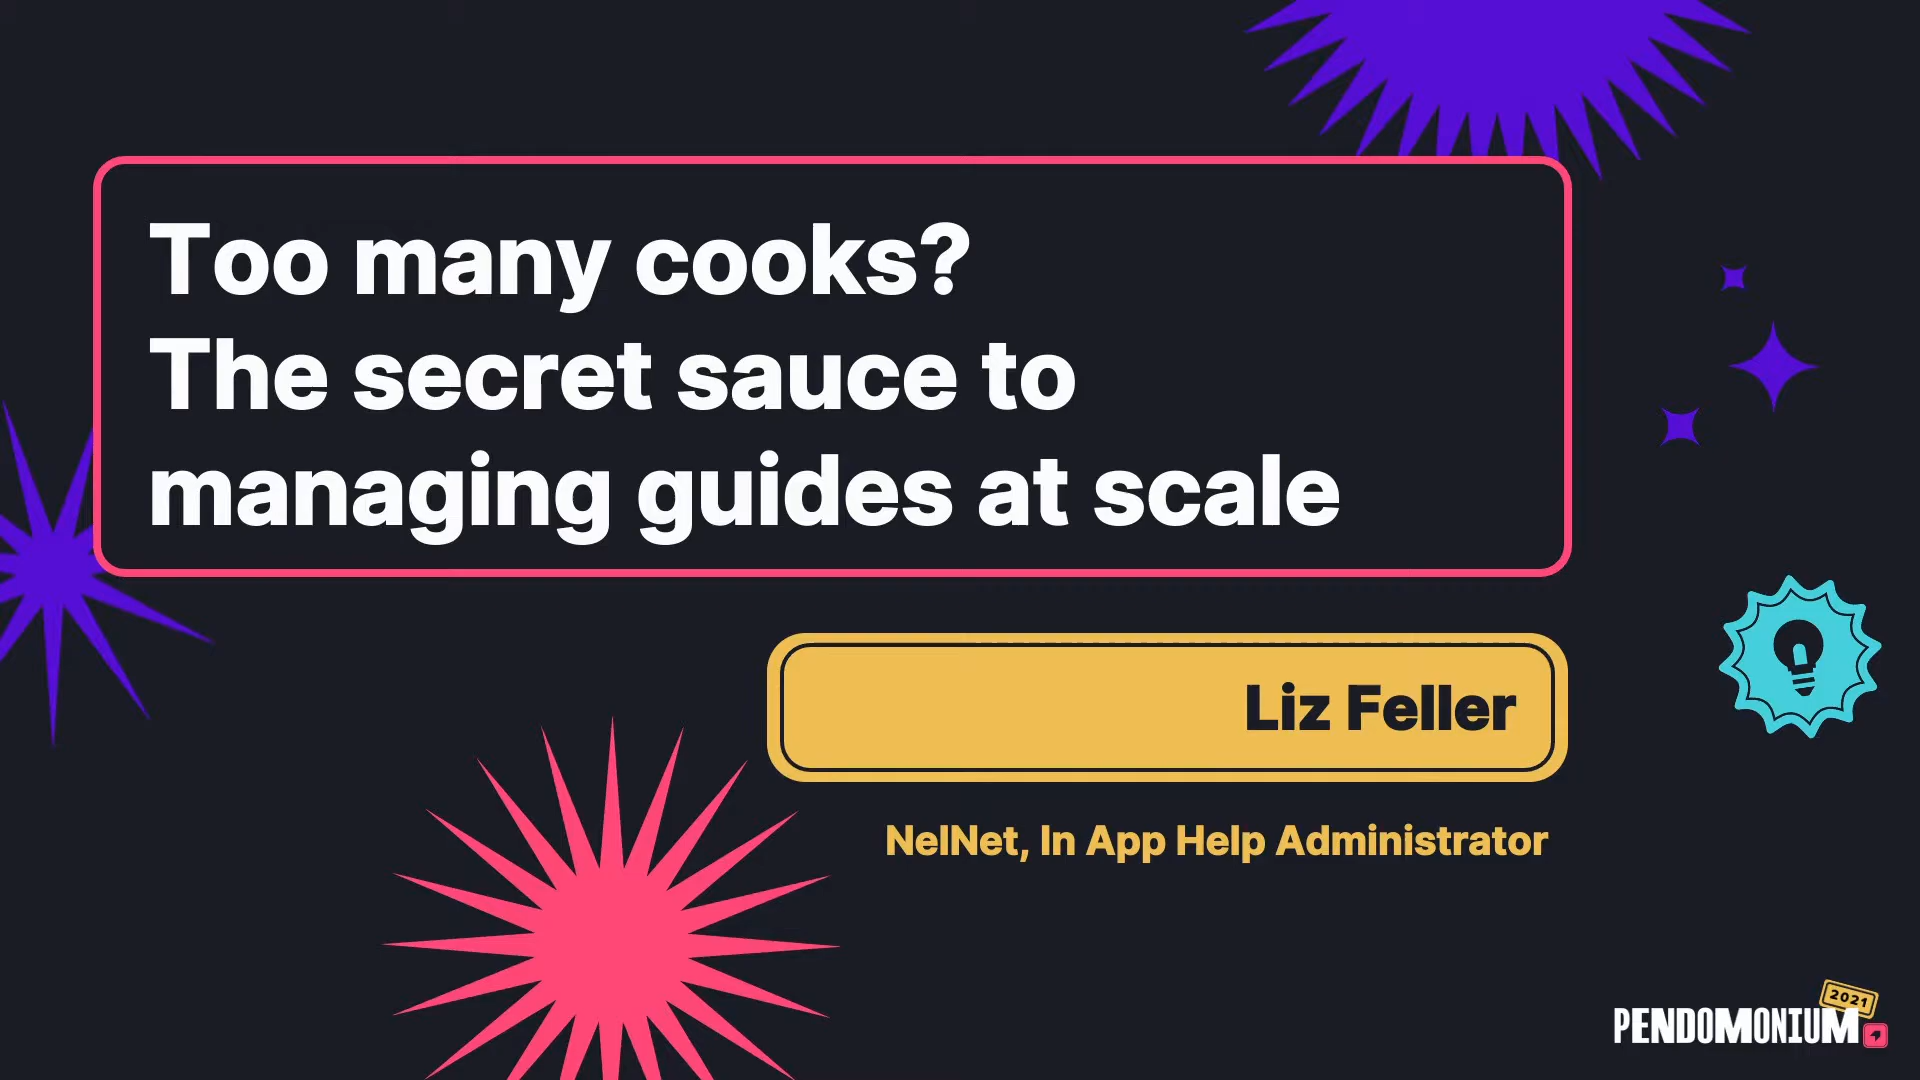 Too many cooks?
The secret sauce to
managing guides at scale
Liz Feller
NelNet, In App Help Administrator
2021
PENDOMONIUM